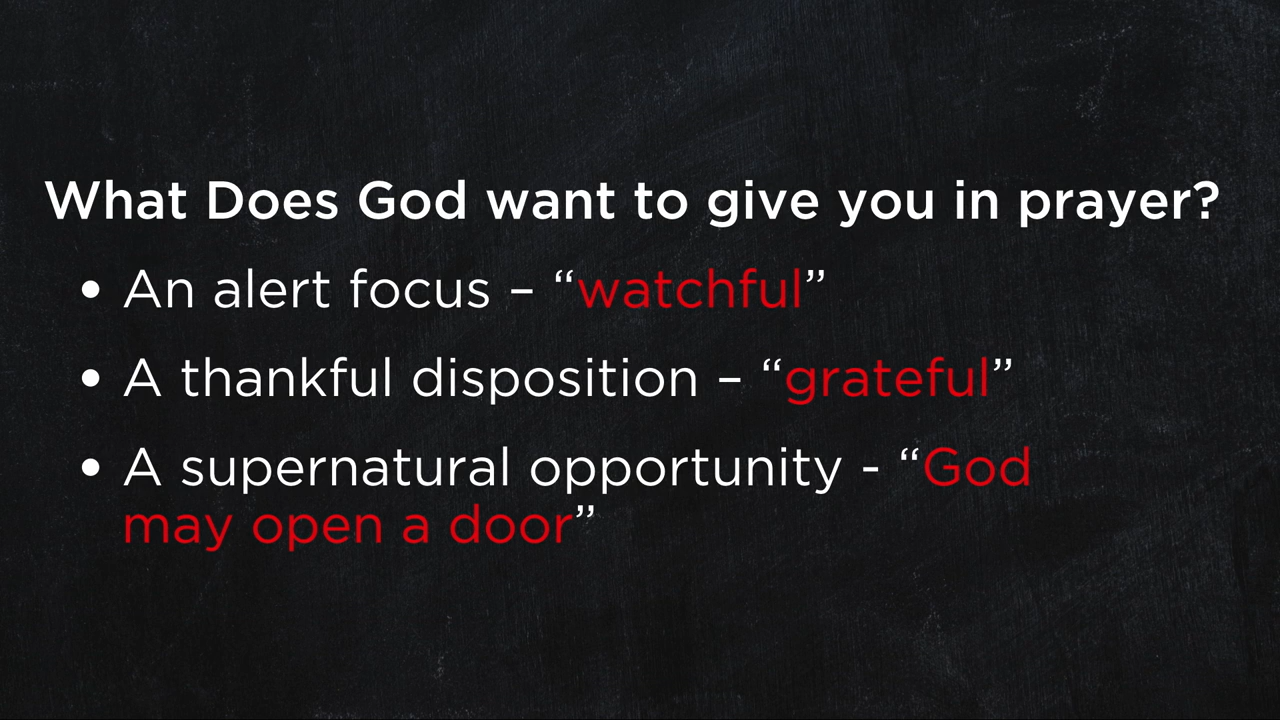 What Does God want to give you in prayer?
• An alert focus – “watchful”
• A thankful disposition – “grateful”
• A supernatural opportunity - “God
may open a door”